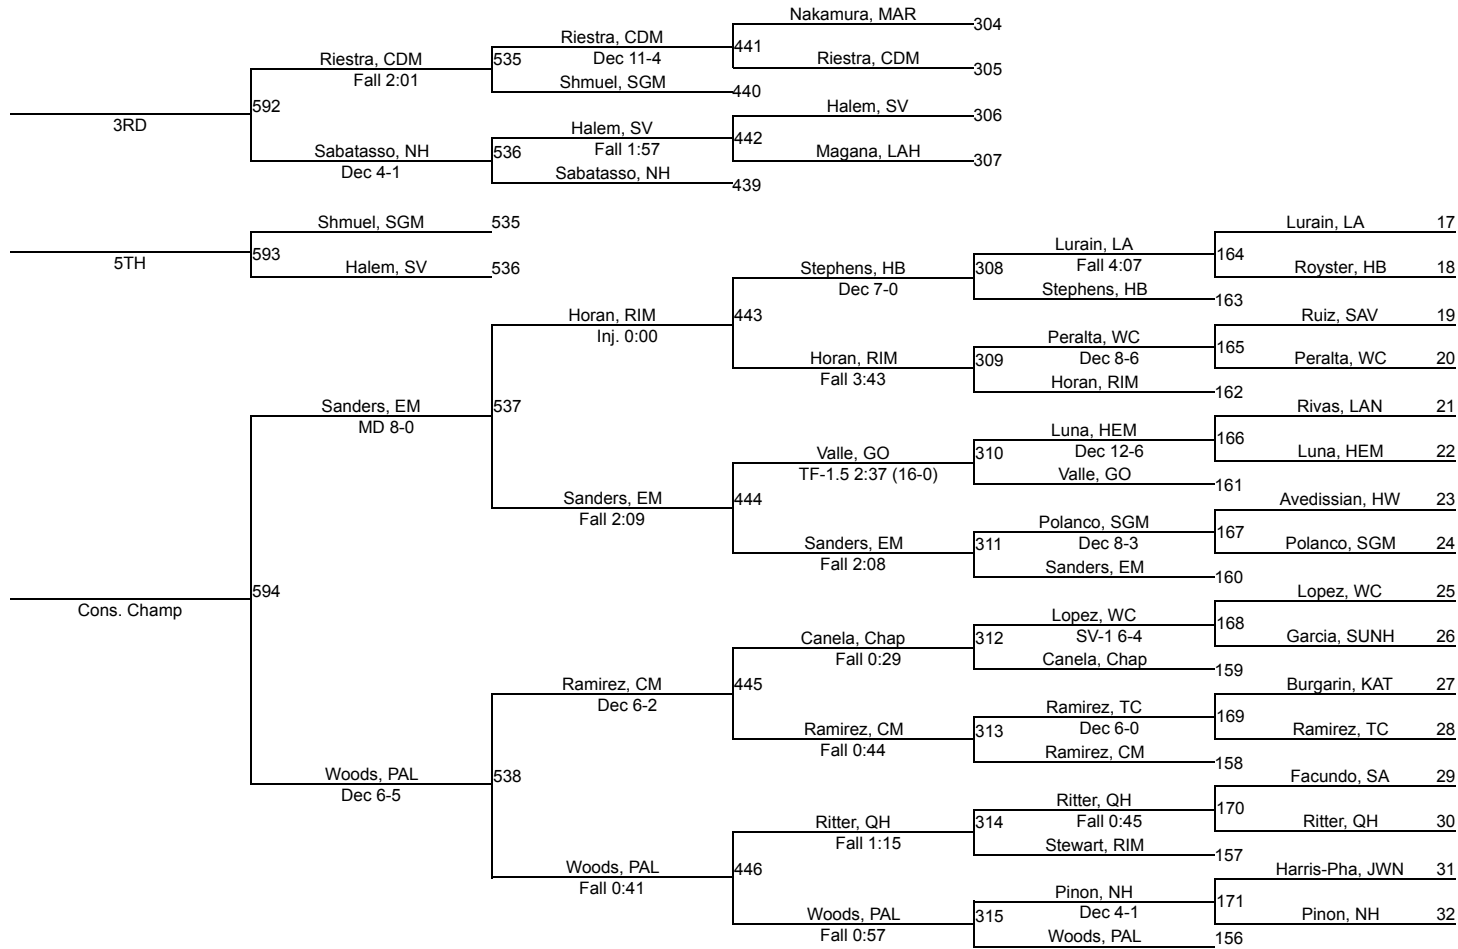 Nakamura, MAR 304
Riestra, CDM 441
Riestra, CDM 535 Dec 11-4 Riestra, CDM 305
Fall 2:01 Shmuel, SGM 440
592 Halem, SV 306
3RD Halem, SV 442
Sabatasso, NH 536 Fall 1:57 Magana, LAH 307
Dec 4-1 Sabatasso, NH 439
Shmuel, SGM 535
593
5TH Halem, SV 536
Lurain, LA 17
Lurain, LA 164
Stephens, HB 308 Fall 4:07 Royster, HB 18
Dec 7-0 Stephens, HB 163
Horan, RIM 443 Ruiz, SAV 19
Inj. 0:00 Peralta, WC 165
Horan, RIM 309 Dec 8-6 Peralta, WC 20
Fall 3:43 Horan, RIM 162
Sanders, EM 537 Rivas, LAN 21
MD 8-0 Luna, HEM 166
Valle, GO 310 Dec 12-6 Luna, HEM 22
TF-1.5 2:37 (16-0) Valle, GO 161
Sanders, EM 444 Avedissian, HW 23
Fall 2:09 Polanco, SGM 167
Sanders, EM 311 Dec 8-3 Polanco, SGM 24
Fall 2:08 Sanders, EM 160
594 Lopez, WC 25
Cons. Champ Lopez, WC 168
Canela, Chap 312 SV-1 6-4 Garcia, SUNH 26
Fall 0:29 Canela, Chap 159
Ramirez, CM 445 Burgarin, KAT 27
Dec 6-2 Ramirez, TC 169
Ramirez, CM 313 Dec 6-0 Ramirez, TC 28
Fall 0:44 Ramirez, CM 158
Woods, PAL 538 Facundo, SA 29
Dec 6-5 Ritter, QH 170
Ritter, QH 314 Fall 0:45 Ritter, QH 30
Fall 1:15 Stewart, RIM 157
Woods, PAL 446 Harris-Pha, JWN 31
Fall 0:41 Pinon, NH 171
Woods, PAL 315 Dec 4-1 Pinon, NH 32
Fall 0:57 Woods, PAL 156